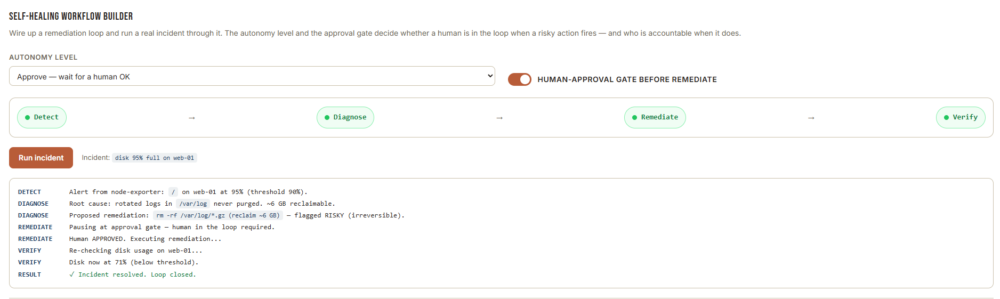 SELF-HEALING WORKFLOW BUILDER
Wire up a remediation loop and run a real incident through it. The autonomy level and the approval gate decide whether a human is in the loop when a risky action fires — and who is accountable when it does.
AUTONOMY LEVEL
Approve — wait for a human OK
HUMAN-APPROVAL GATE BEFORE REMEDIATE
Detect → Diagnose → Remediate → Verify
Run incident Incident: disk 95% full on web-01
DETECT Alert from node-exporter: / on web-01 at 95% (threshold 90%).
DIAGNOSE Root cause: rotated logs in /var/log never purged. ~6 GB reclaimable.
DIAGNOSE Proposed remediation: rm -rf /var/log/*.gz (reclaim ~6 GB) — flagged RISKY (irreversible).
REMEDIATE Pausing at approval gate — human in the loop required.
REMEDIATE Human APPROVED. Executing remediation...
VERIFY Re-checking disk usage on web-01...
VERIFY Disk now at 71% (below threshold).
RESULT ✓ Incident resolved. Loop closed.